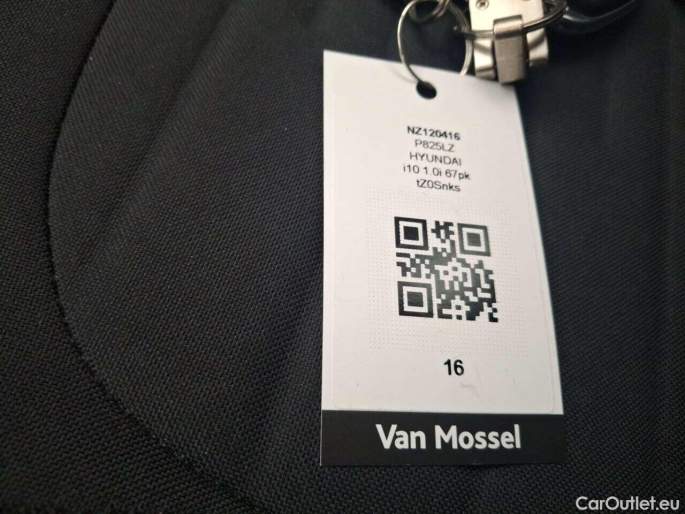 NZ120416
P825LZ
HYUNDAI
i10 1.0i 67pk
tZ0Snks
16
Van Mossel
CarOutlet.eu